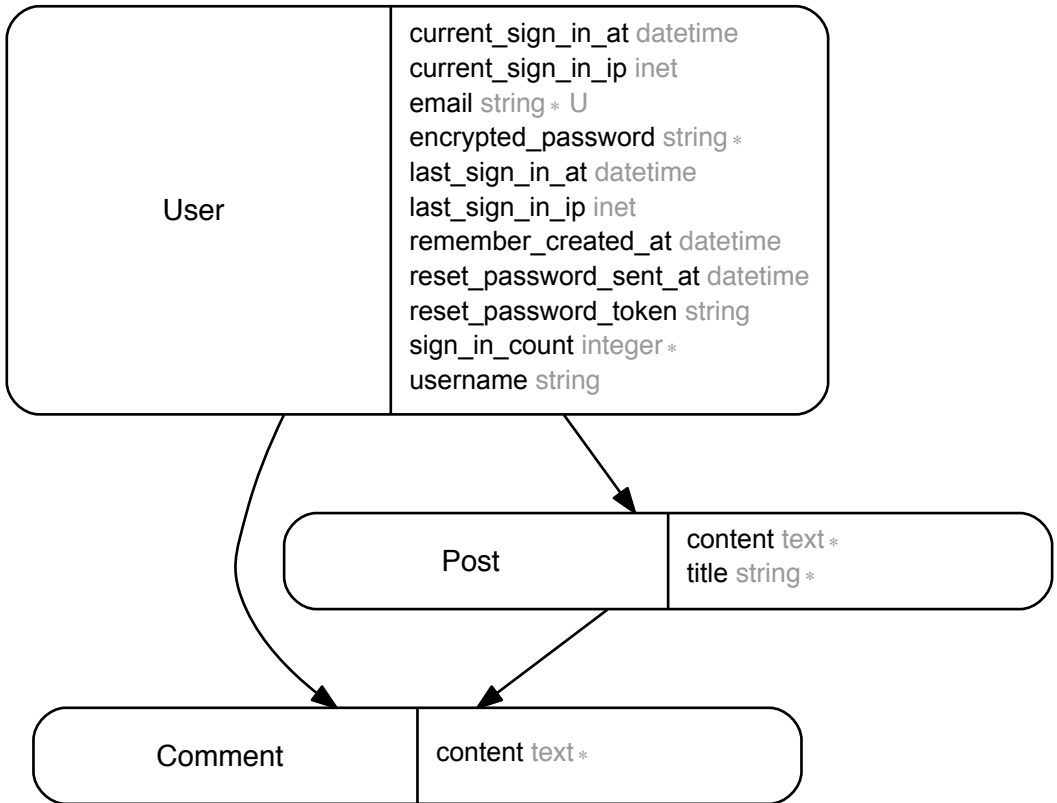 User
current_sign_in_at datetime
current_sign_in_ip inet
email string * U
encrypted_password string *
last_sign_in_at datetime
last_sign_in_ip inet
remember_created_at datetime
reset_password_sent_at datetime
reset_password_token string
sign_in_count integer *
username string
Post
content text *
title string *
Comment
content text *